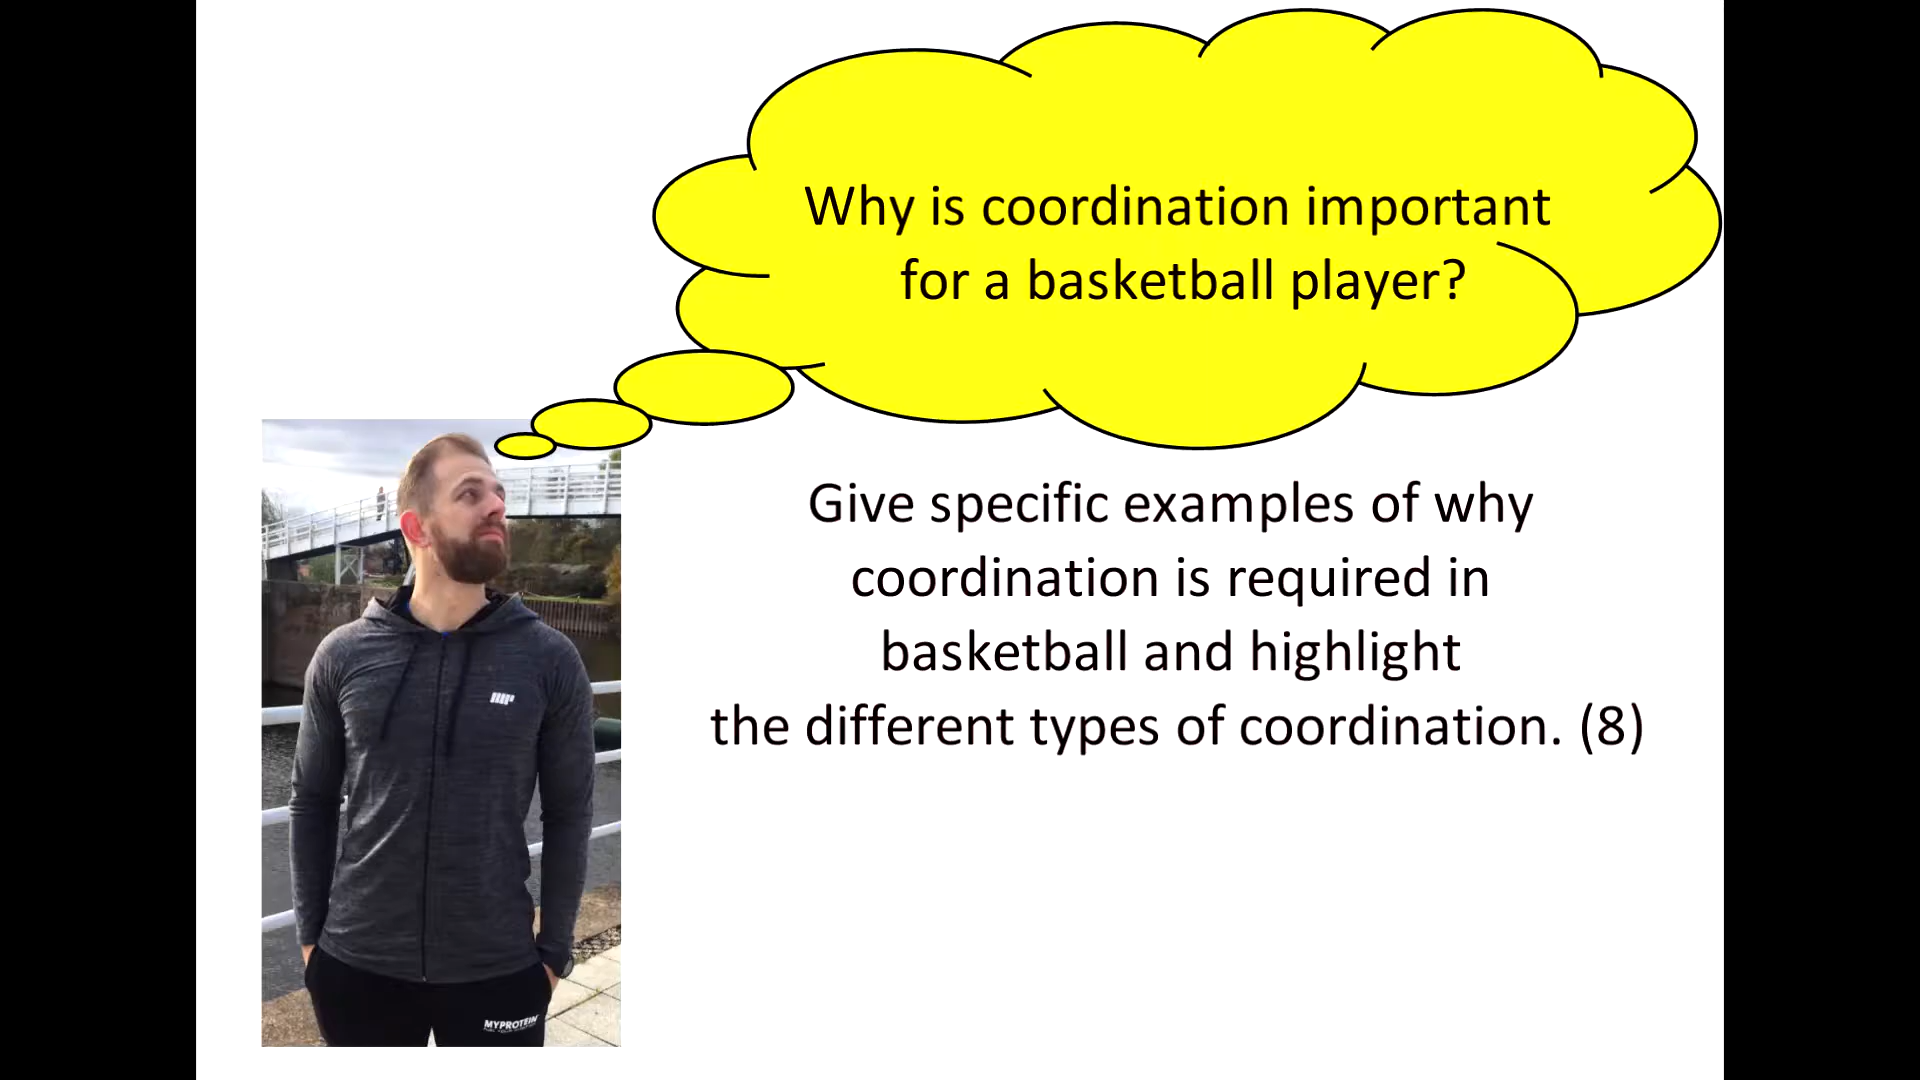 Why is coordination important
for a basketball player?
Give specific examples of why
coordination is required in
basketball and highlight
the different types of coordination. (8)
MYPROTEIN